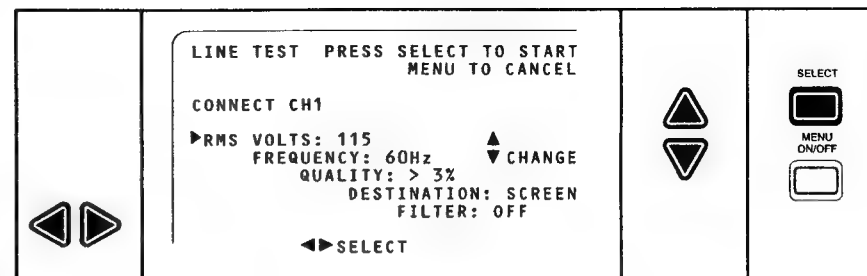 LINE TEST PRESS SELECT TO START
MENU TO CANCEL
CONNECT CH1
▶RMS VOLTS: 115 ▲
FREQUENCY: 60Hz ▼CHANGE
QUALITY: > 3%
DESTINATION: SCREEN
FILTER: OFF
◀▶SELECT
SELECT
MENU
ON/OFF